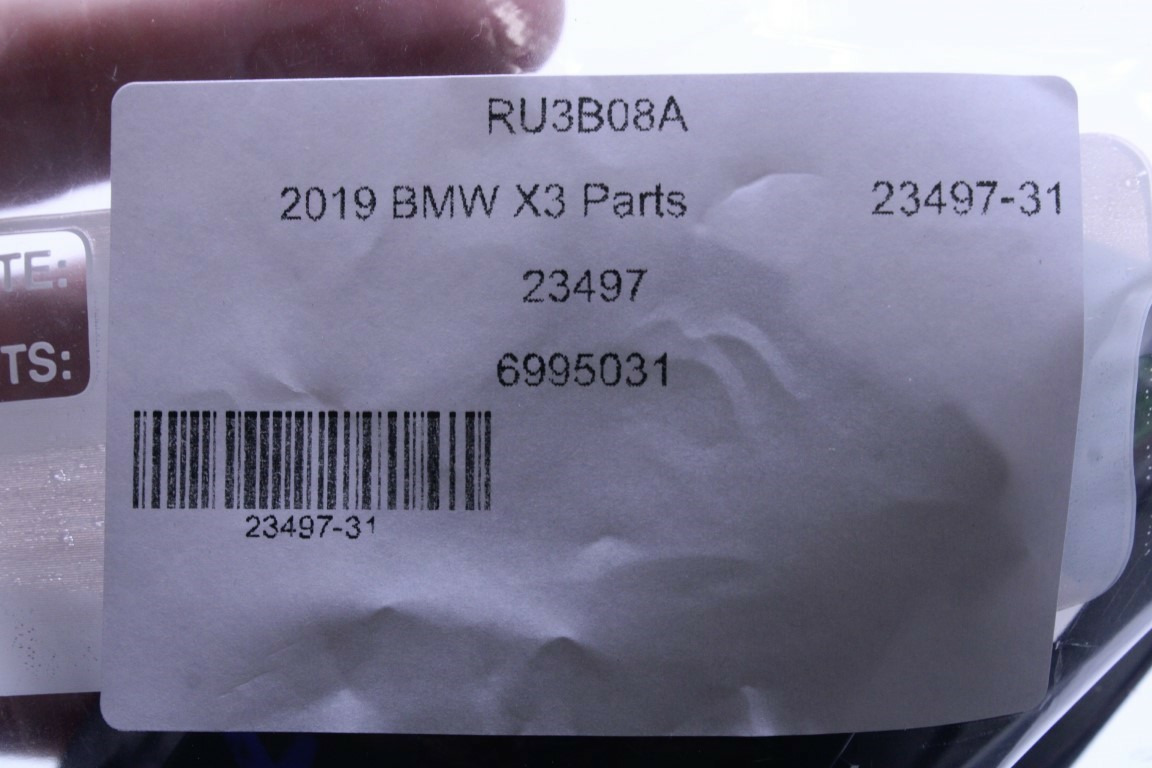 RU3B08A
2019 BMW X3 Parts 23497-31
23497
6995031
23497-31
TE:
TS: